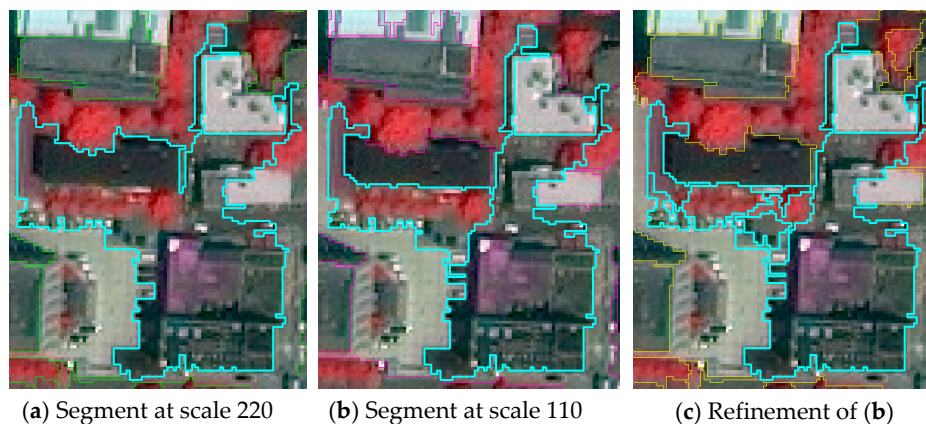 (a) Segment at scale 220 (b) Segment at scale 110 (c) Refinement of (b)